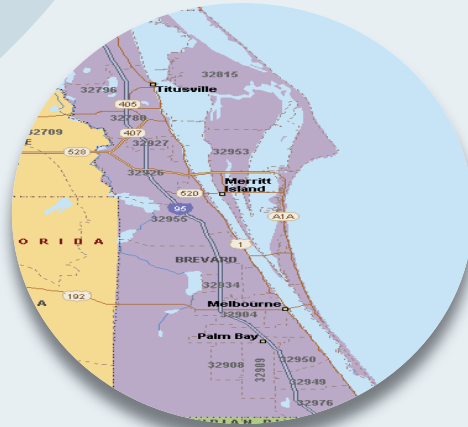 32815
32796
Titusville
405
32780
407
32709
32927
E
528
32953
32926
Merritt
Island
520
95
A1A
32955
ORIDA
1
BREVARD
A
192
32934
Melbourne
32904
Palm Bay
32908
32909
32950
32949
32976